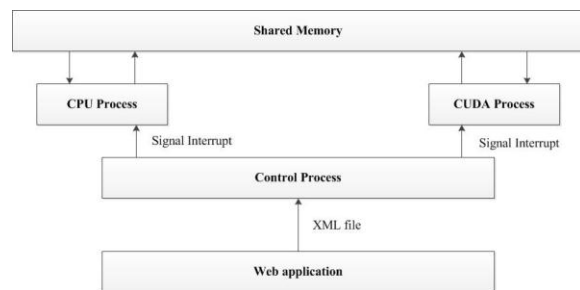 Shared Memory
CPU Process
CUDA Process
Signal Interrupt
Signal Interrupt
Control Process
XML file
Web application